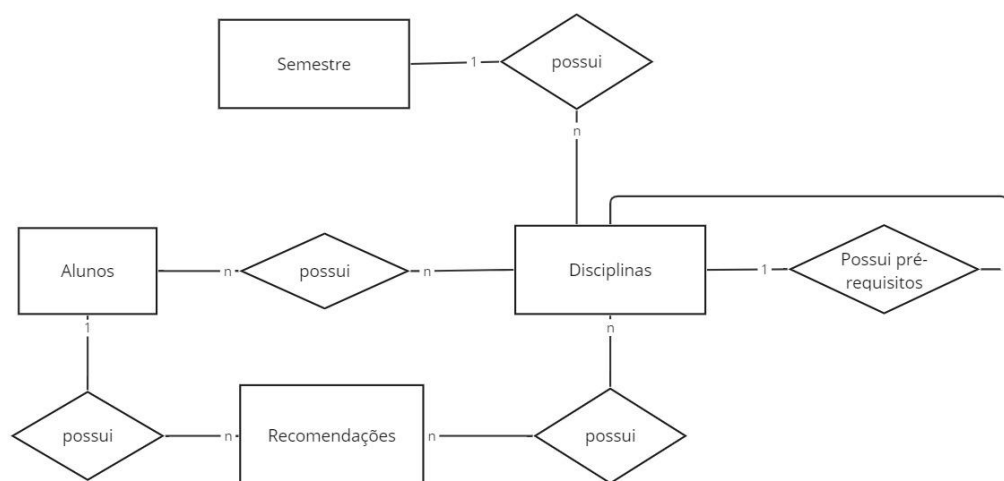 Semestre
1
possui
n
Alunos
n
possui
n
Disciplinas
1
Possui pré-
requisitos
1
n
possui
n
Recomendações
n
possui